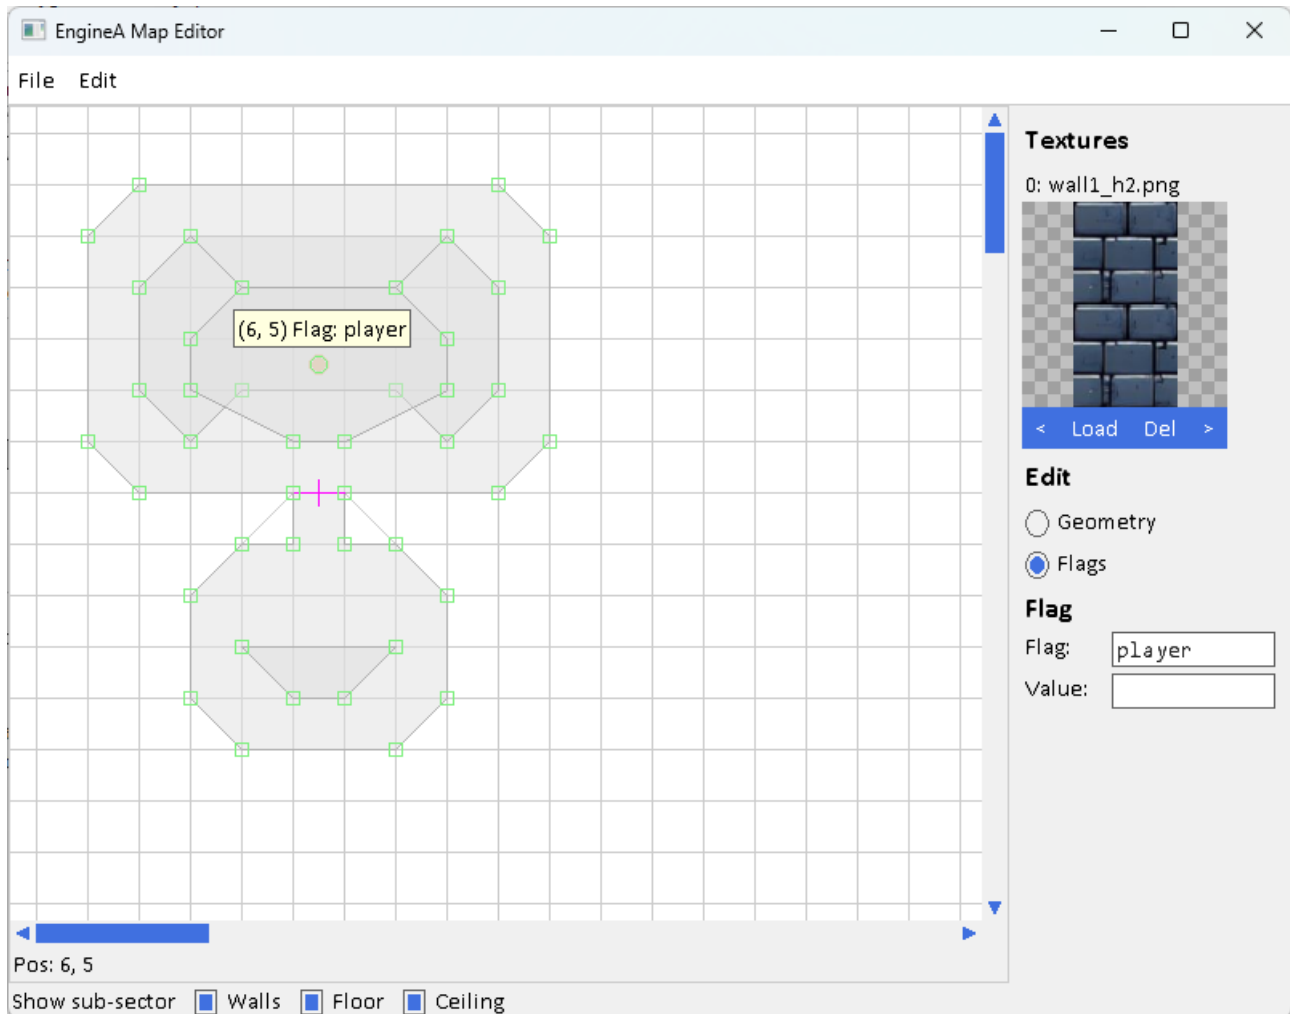 EngineA Map Editor
File Edit
Textures
0: wall1_h2.png
(6, 5) Flag: player
< Load Del >
Edit
Geometry
Flags
Flag
Flag: player
Value:
Pos: 6, 5
Show sub-sector Walls Floor Ceiling